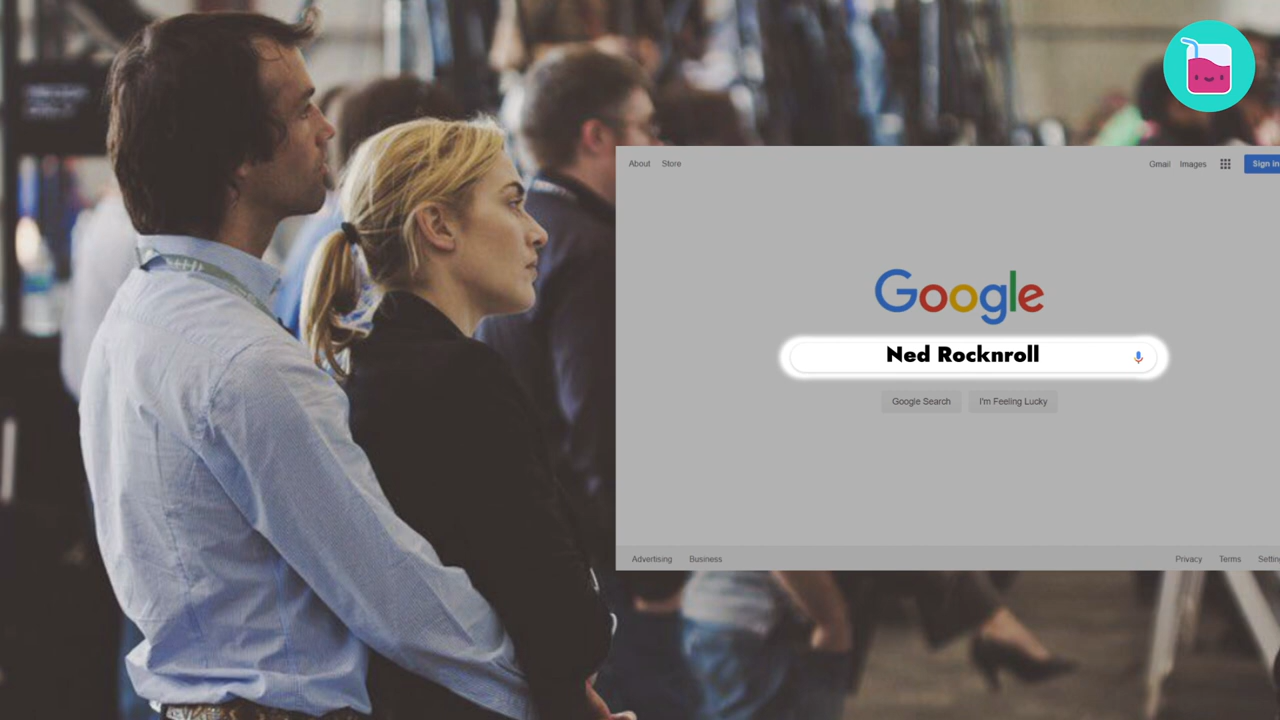 About Store
Gmail Images Sign in
Google
Ned Rocknroll
Google Search I'm Feeling Lucky
Advertising Business
Privacy Terms